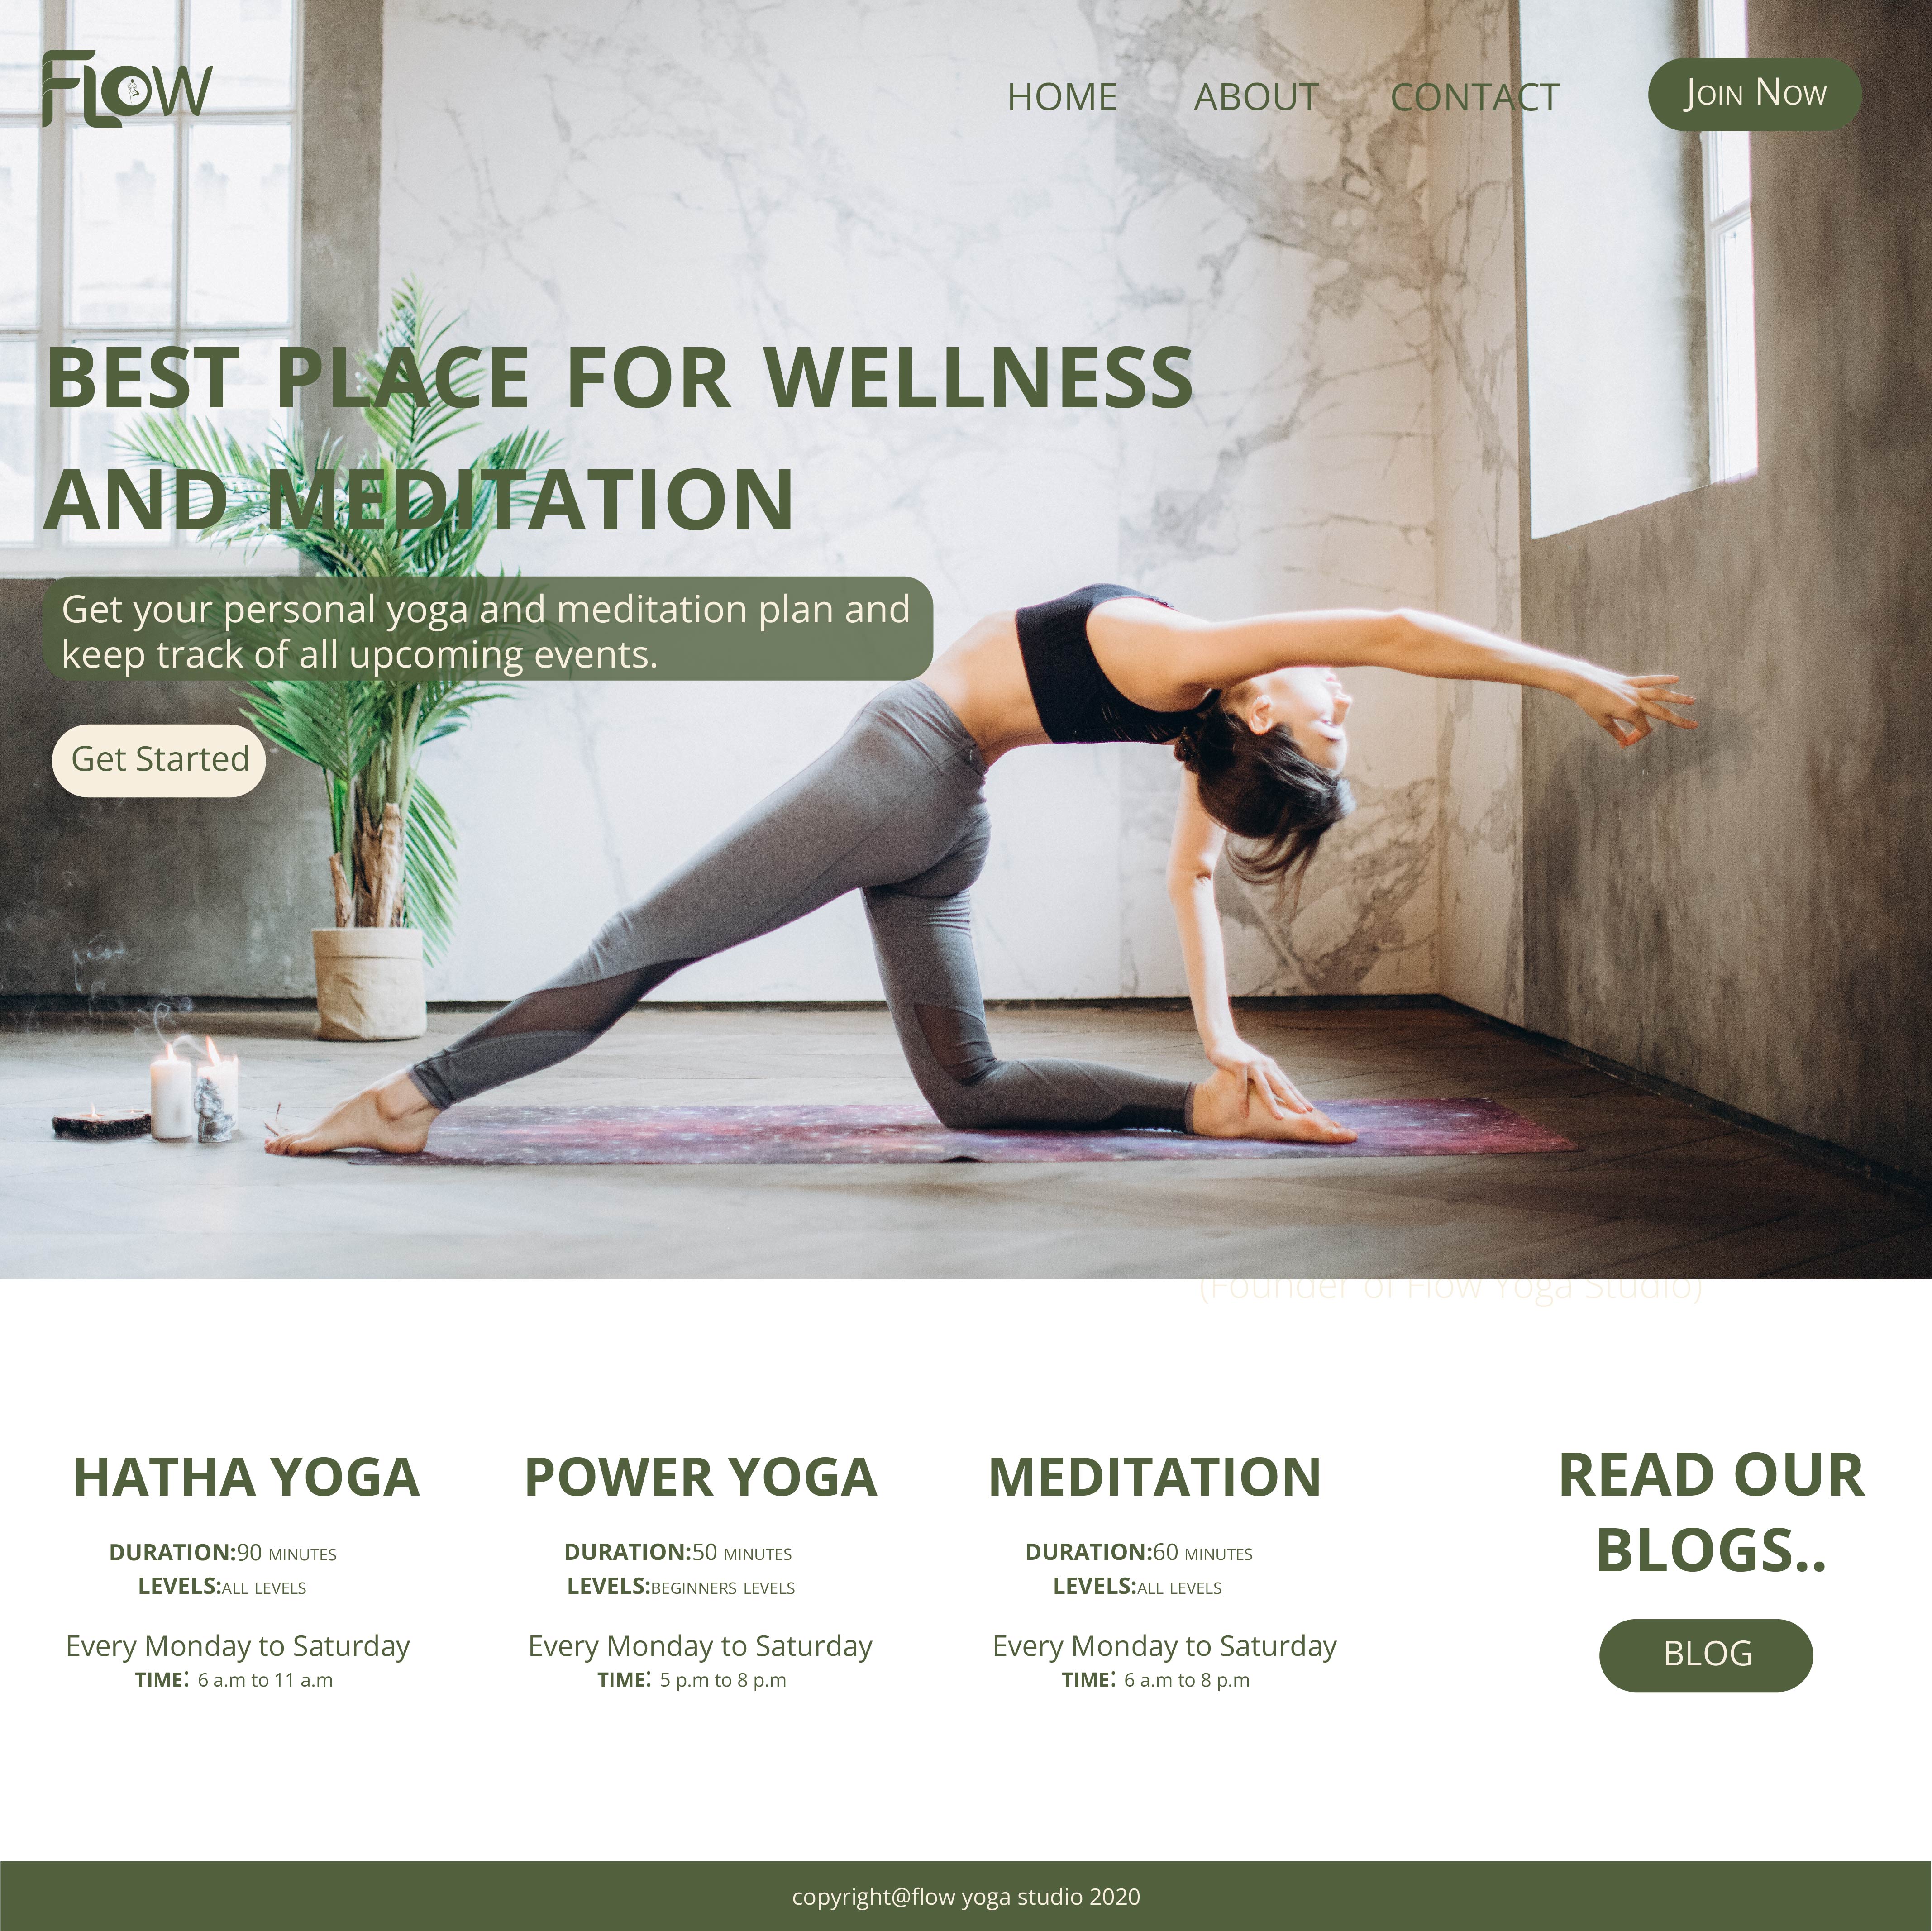 FLOW
HOME ABOUT CONTACT Join Now
BEST PLACE FOR WELLNESS
AND MEDITATION
Get your personal yoga and meditation plan and
keep track of all upcoming events.
Get Started
(Founder of Flow Yoga Studio)
HATHA YOGA
DURATION:90 MINUTES
LEVELS:ALL LEVELS
Every Monday to Saturday
TIME: 6 a.m to 11 a.m
POWER YOGA
DURATION:50 MINUTES
LEVELS:BEGINNERS LEVELS
Every Monday to Saturday
TIME: 5 p.m to 8 p.m
MEDITATION
DURATION:60 MINUTES
LEVELS:ALL LEVELS
Every Monday to Saturday
TIME: 6 a.m to 8 p.m
READ OUR
BLOGS..
BLOG
copyright@flow yoga studio 2020